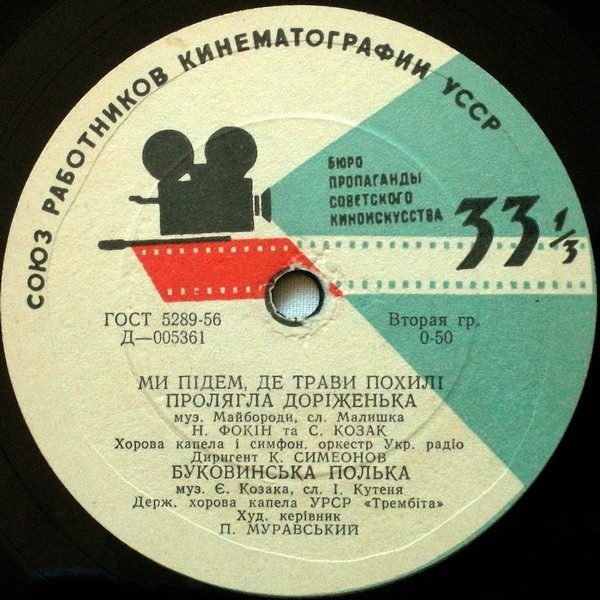 СОЮЗ РАБОТНИКОВ КИНЕМАТОГРАФИИ УССР
БЮРО
ПРОПАГАНДЫ
СОВЕТСКОГО
КИНОИСКУССТВА
33 1/3
ГОСТ 5289-56
Д—005361
Вторая гр.
0-50
МИ ПІДЕМ, ДЕ ТРАВИ ПОХИЛІ
ПРОЛЯГЛА ДОРІЖЕНЬКА
муз. Майбороди, сл. Малишка
Н. ФОКІН та С. КОЗАК
Хорова капела і симфон. оркестр Укр. радіо
Диригент К. СИМЕОНОВ
БУКОВИНСЬКА ПОЛЬКА
муз. Є. Козака, сл. І. Кутеня
Держ. хорова капела УРСР «Трембіта»
Худ. керівник
П. МУРАВСЬКИЙ